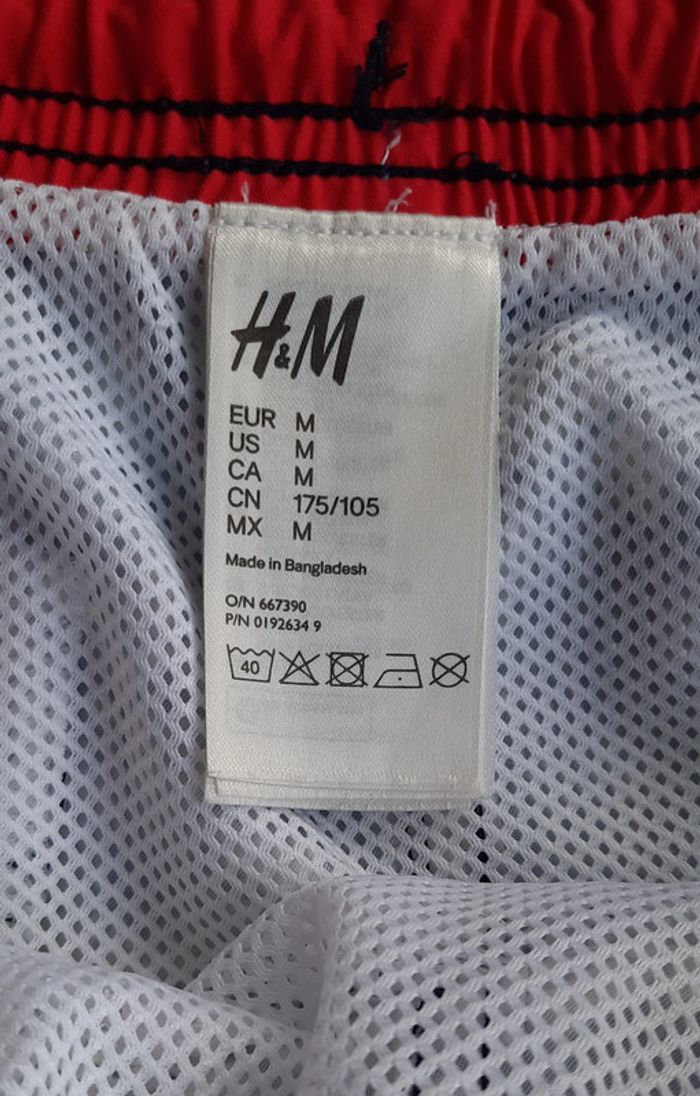 H&M
EUR M
US M
CA M
CN 175/105
MX M
Made in Bangladesh
O/N 667390
P/N 0192634 9
40